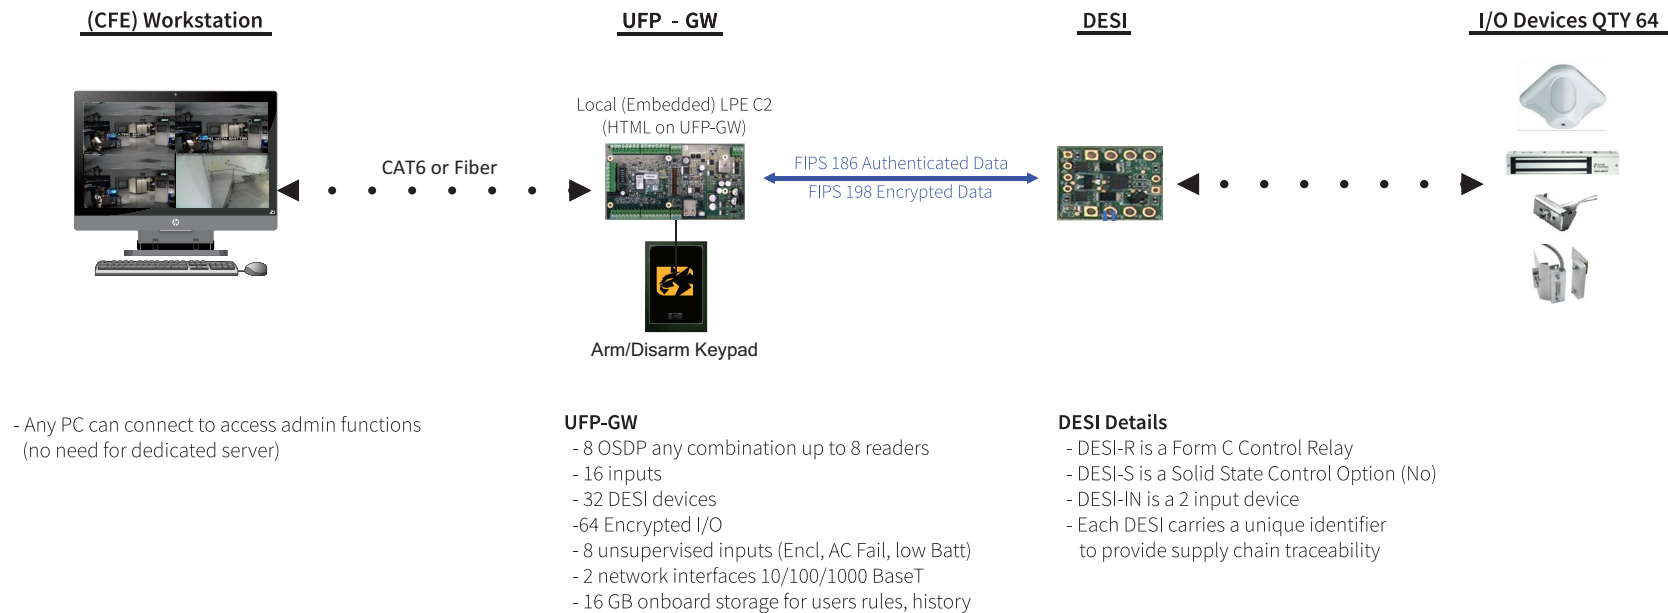 (CFE) Workstation
UFP - GW
DESI
I/O Devices QTY 64
Local (Embedded) LPE C2
(HTML on UFP-GW)
CAT6 or Fiber
FIPS 186 Authenticated Data
FIPS 198 Encrypted Data
Arm/Disarm Keypad
- Any PC can connect to access admin functions
(no need for dedicated server)
UFP-GW
- 8 OSDP any combination up to 8 readers
- 16 inputs
- 32 DESI devices
-64 Encrypted I/O
- 8 unsupervised inputs (Encl, AC Fail, low Batt)
- 2 network interfaces 10/100/1000 BaseT
- 16 GB onboard storage for users rules, history
DESI Details
- DESI-R is a Form C Control Relay
- DESI-S is a Solid State Control Option (No)
- DESI-IN is a 2 input device
- Each DESI carries a unique identifier
to provide supply chain traceability